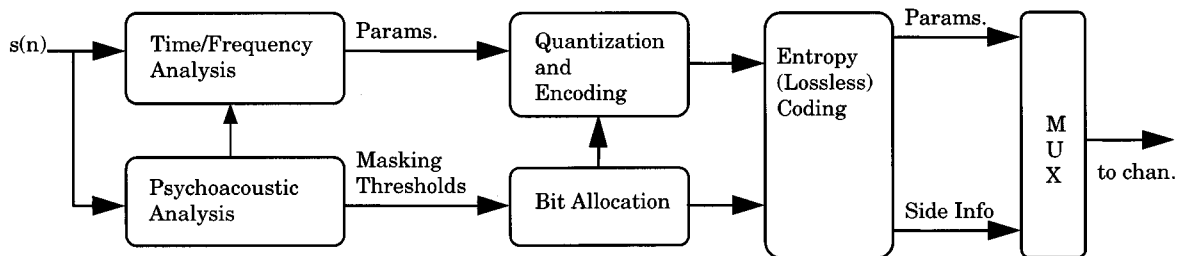 s(n)
Time/Frequency
Analysis
Params.
Quantization
and
Encoding
Entropy
(Lossless)
Coding
Params.
M
U
X
to chan.
Psychoacoustic
Analysis
Masking
Thresholds
Bit Allocation
Side Info